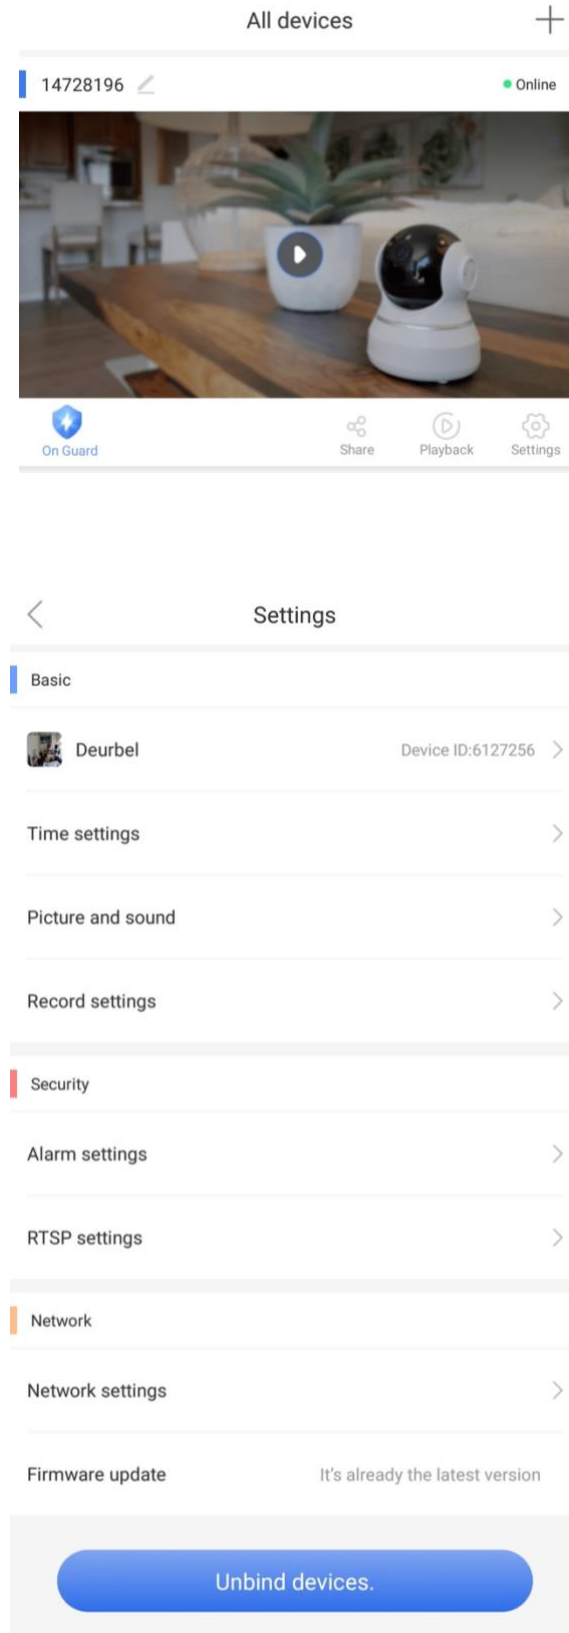 All devices
14728196
Online
On Guard
Share
Playback
Settings
Settings
Basic
Deurbel
Device ID:6127256
Time settings
Picture and sound
Record settings
Security
Alarm settings
RTSP settings
Network
Network settings
Firmware update
It's already the latest version
Unbind devices.